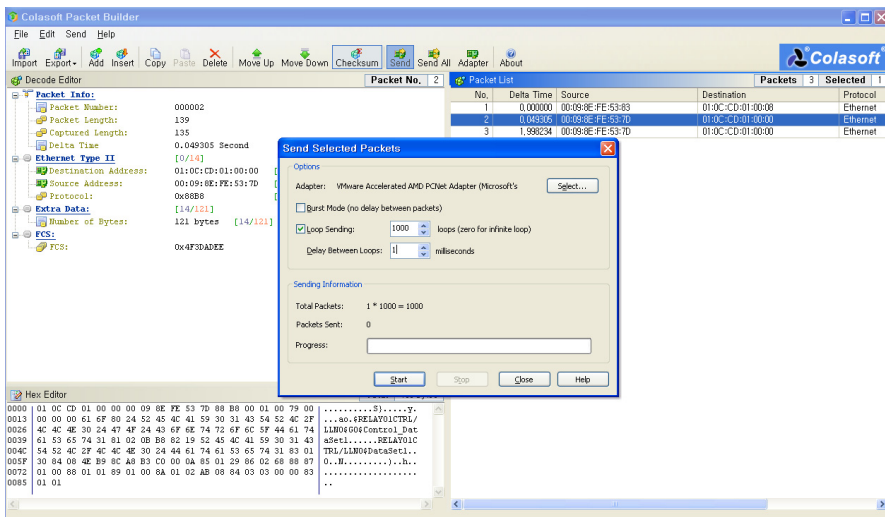 Colasoft Packet Builder
File Edit Send Help
Import Export Add Insert Copy Paste Delete Move Up Move Down Checksum Send Send All Adapter About
Colasoft
Decode Editor Packet No. 2
Packet Info:
Packet Number: 000002
Packet Length: 139
Captured Length: 135
Delta Time 0.049305 Second
Ethernet Type II [0/14]
Destination Address: 01:0C:CD:01:00:00 [
Source Address: 00:09:8E:FE:53:7D [
Protocol: 0x88B8 [
Extra Data: [14/121]
Number of Bytes: 121 bytes [14/121]
FCS:
FCS: 0x4F3DADEE
Packet List Packets 3 Selected 1
No. Delta Time Source Destination Protocol
1 0.000000 00:09:8E:FE:53:83 01:0C:CD:01:00:08 Ethernet
2 0.049305 00:09:8E:FE:53:7D 01:0C:CD:01:00:00 Ethernet
3 1.998234 00:09:8E:FE:53:7D 01:0C:CD:01:00:00 Ethernet
Send Selected Packets
Options
Adapter: VMware Accelerated AMD PCNet Adapter (Microsoft's Select...
Burst Mode (no delay between packets)
Loop Sending: 1000 loops (zero for infinite loop)
Delay Between Loops: 1 milliseconds
Sending Information
Total Packets: 1 * 1000 = 1000
Packets Sent: 0
Progress:
Start Stop Close Help
Hex Editor
0000 01 0C CD 01 00 00 00 09 8E FE 53 7D 88 B8 00 01 00 79 00 ..........S}.....y.
0013 00 00 00 61 6F 80 24 52 45 4C 41 59 30 31 43 54 52 4C 2F ...ao.$RELAY01CTRL/
0026 4C 4C 4E 30 24 47 4F 24 43 6F 6E 74 72 6F 6C 5F 44 61 74 LLN0$GO$Control_Dat
0039 61 53 65 74 31 81 02 0B B8 82 19 52 45 4C 41 59 30 31 43 aSet1......RELAY01C
004C 54 52 4C 2F 4C 4C 4E 30 24 44 61 74 61 53 65 74 31 83 01 TRL/LLN0$DataSet1..
005F 30 84 08 4E B9 8C A8 B3 C0 00 0A 85 01 29 86 02 68 88 87 0..N.........)..h..
0072 01 00 88 01 01 89 01 00 8A 01 02 AB 08 84 03 03 00 00 83 ...................
0085 01 01 ..